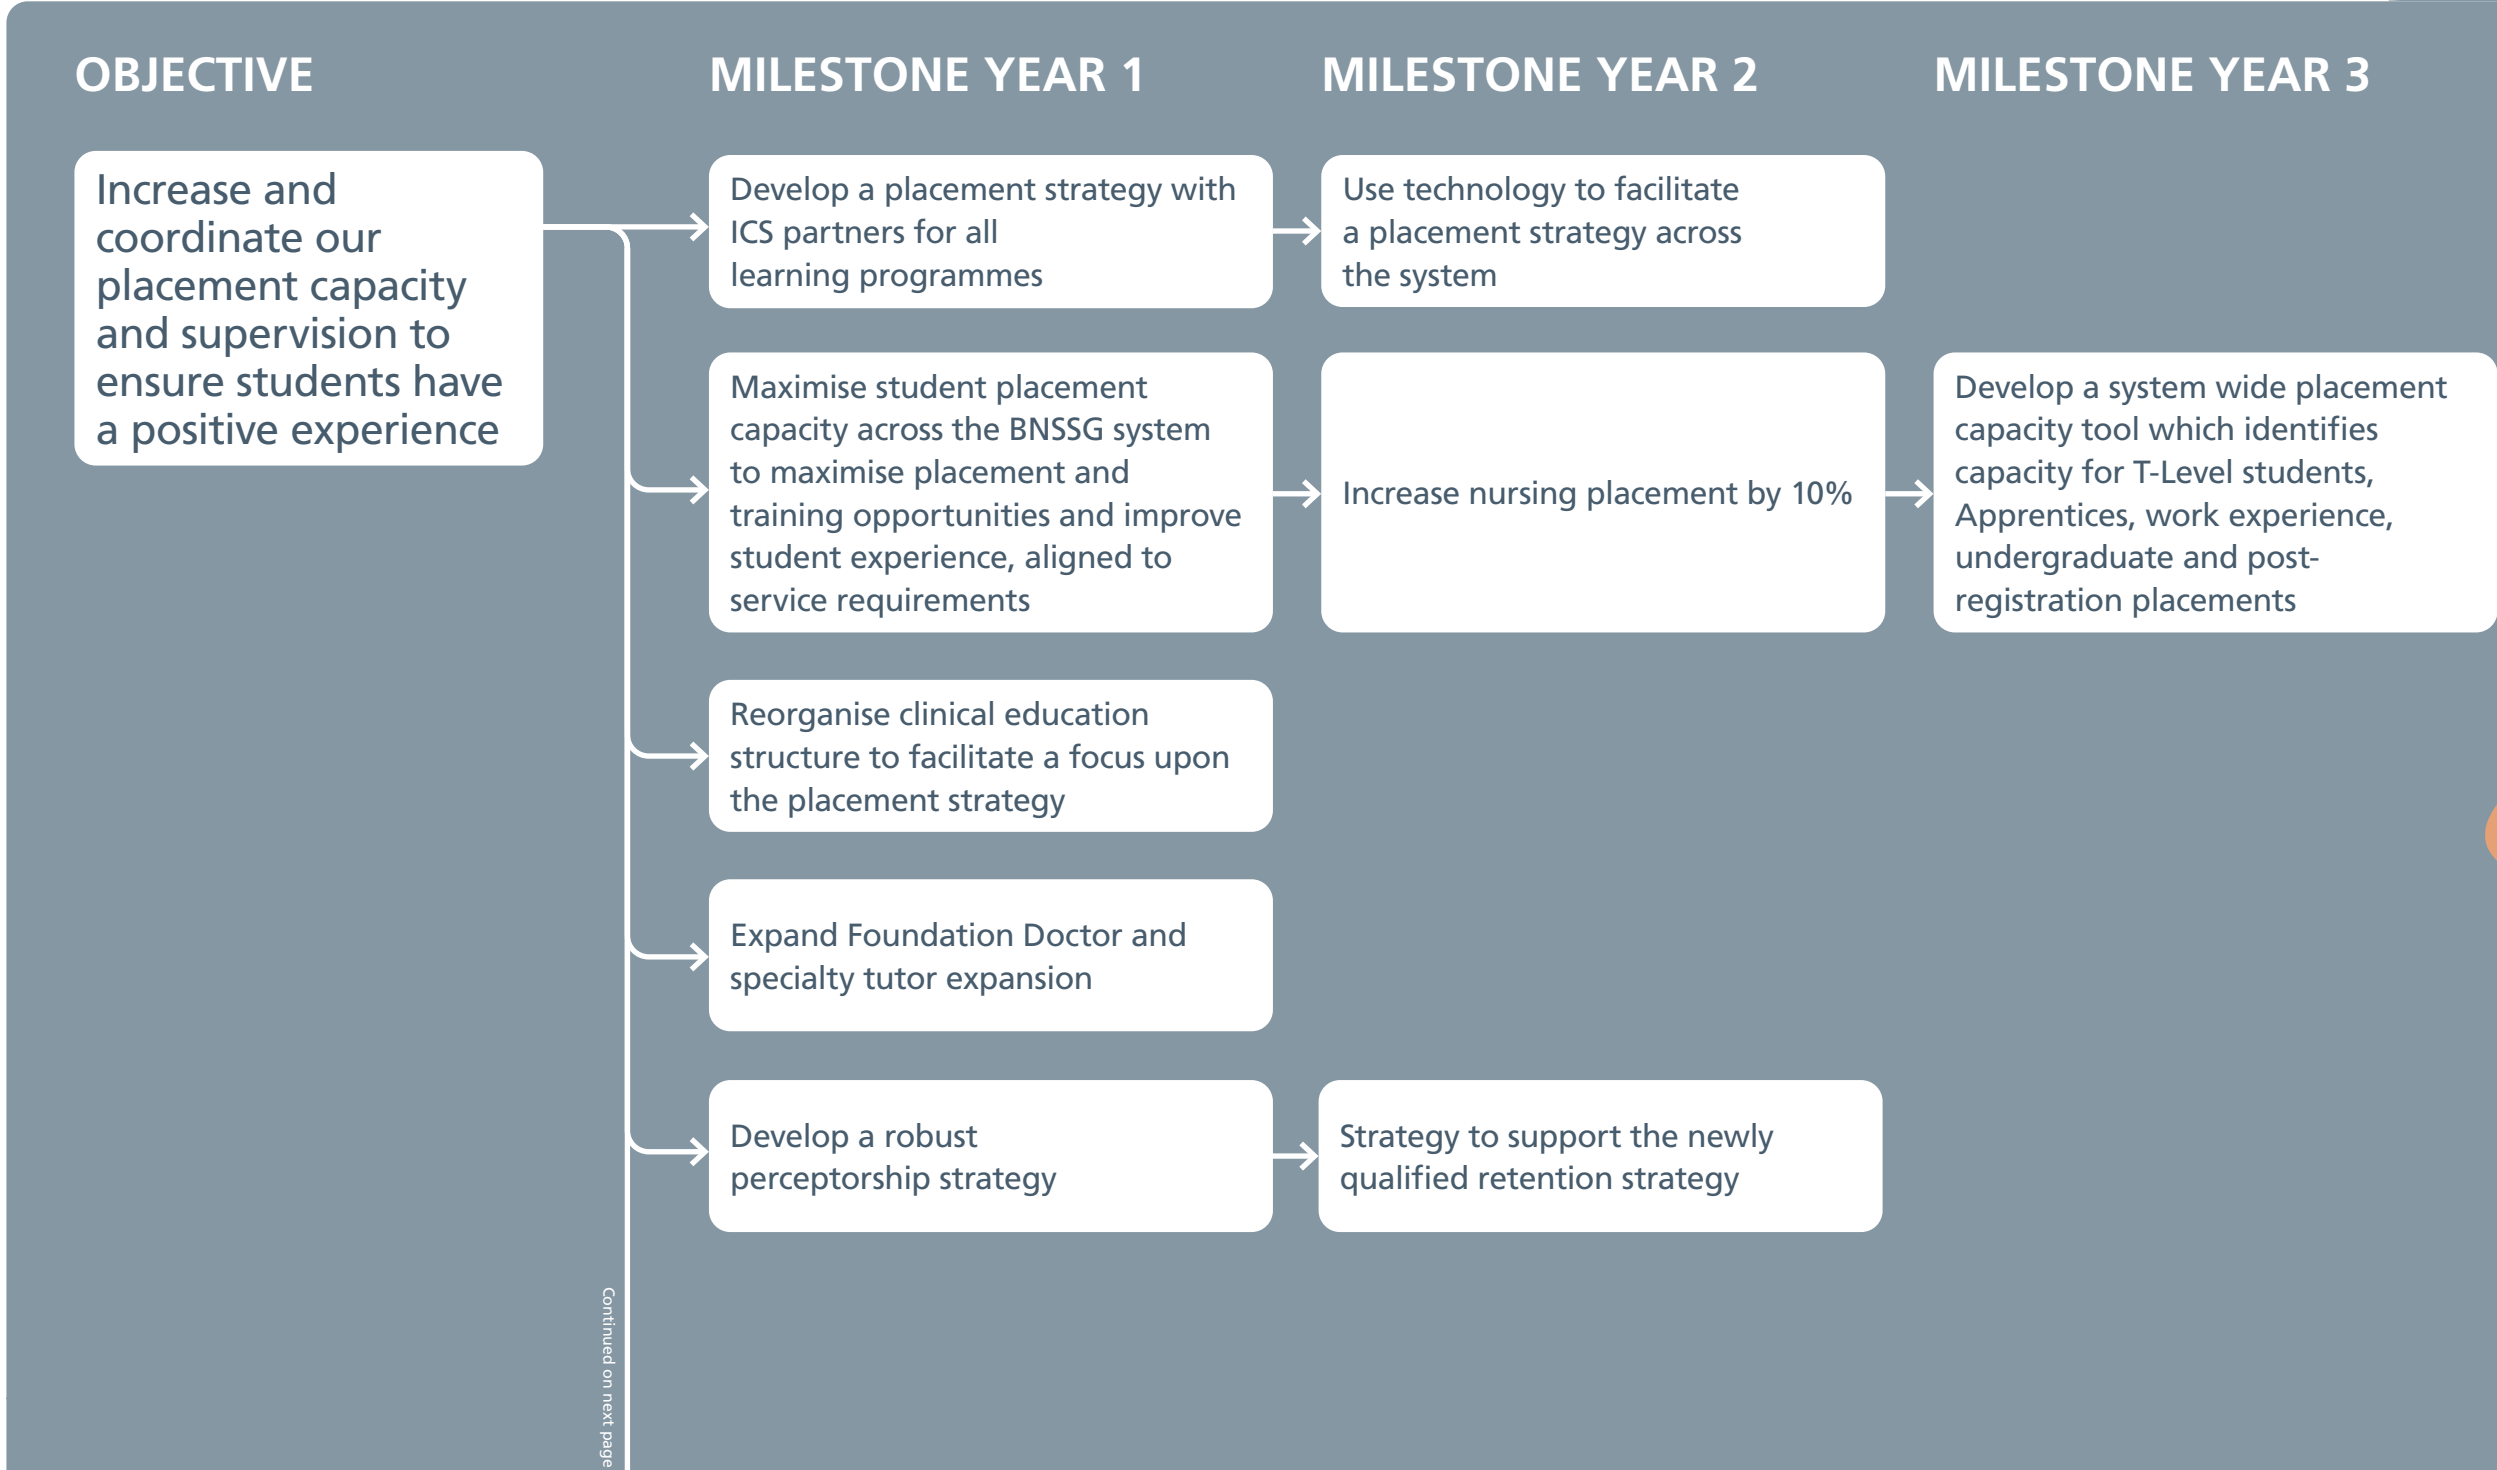 OBJECTIVE
MILESTONE YEAR 1
MILESTONE YEAR 2
MILESTONE YEAR 3
Increase and
coordinate our
placement capacity
and supervision to
ensure students have
a positive experience
Develop a placement strategy with
ICS partners for all
learning programmes
Use technology to facilitate
a placement strategy across
the system
Maximise student placement
capacity across the BNSSG system
to maximise placement and
training opportunities and improve
student experience, aligned to
service requirements
Increase nursing placement by 10%
Develop a system wide placement
capacity tool which identifies
capacity for T-Level students,
Apprentices, work experience,
undergraduate and post-
registration placements
Reorganise clinical education
structure to facilitate a focus upon
the placement strategy
Expand Foundation Doctor and
specialty tutor expansion
Develop a robust
perceptorship strategy
Strategy to support the newly
qualified retention strategy
Continued on next page